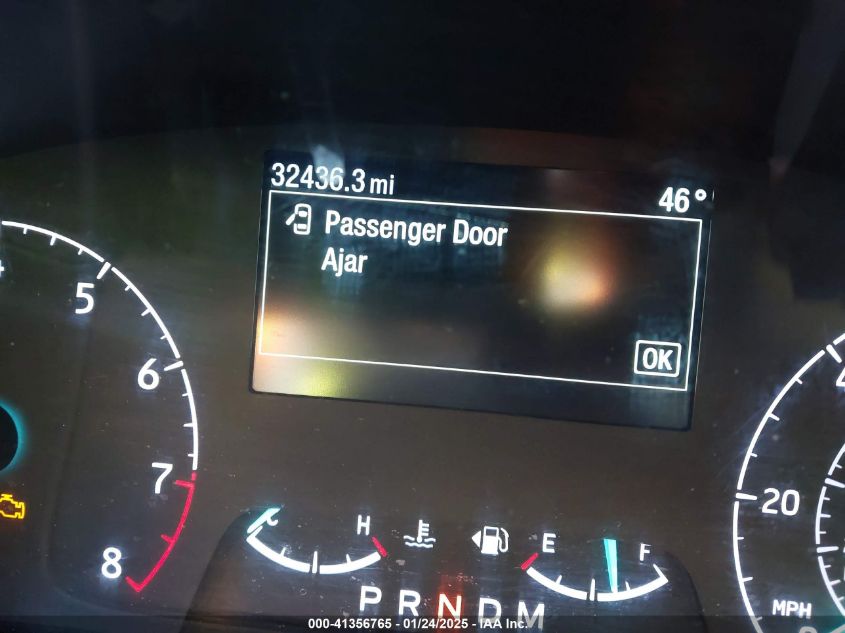 32436.3 mi
46°
Passenger Door
Ajar
OK
5
6
7
8
H
E
F
C
P R N D M
20
MPH
000-41356765 - 01/24/2025 - IAA Inc.